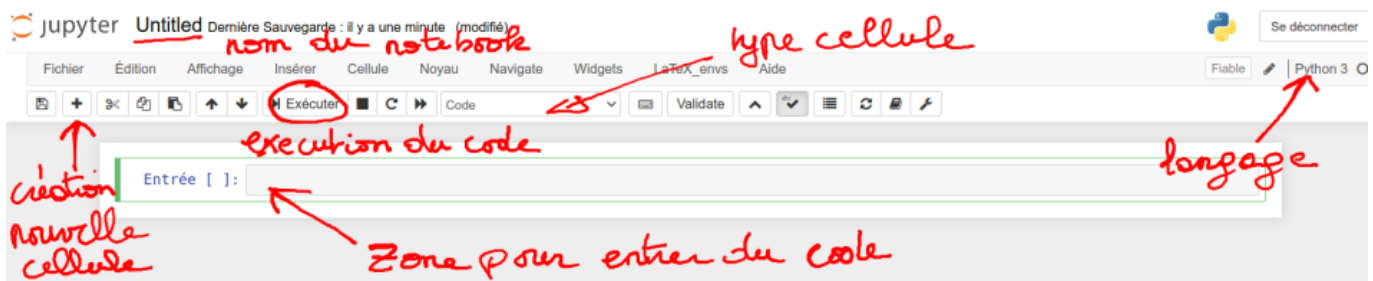 jupyter Untitled Dernière Sauvegarde : il y a une minute (modifié)
Se déconnecter
nom du notebook
type cellule
Fichier Édition Affichage Insérer Cellule Noyau Navigate Widgets LaTeX_envs Aide
Fiable Python 3
Exécuter Code Validate
execution du code
langage
création
nouvelle
cellule
Entrée [ ]:
Zone pour entrer du code